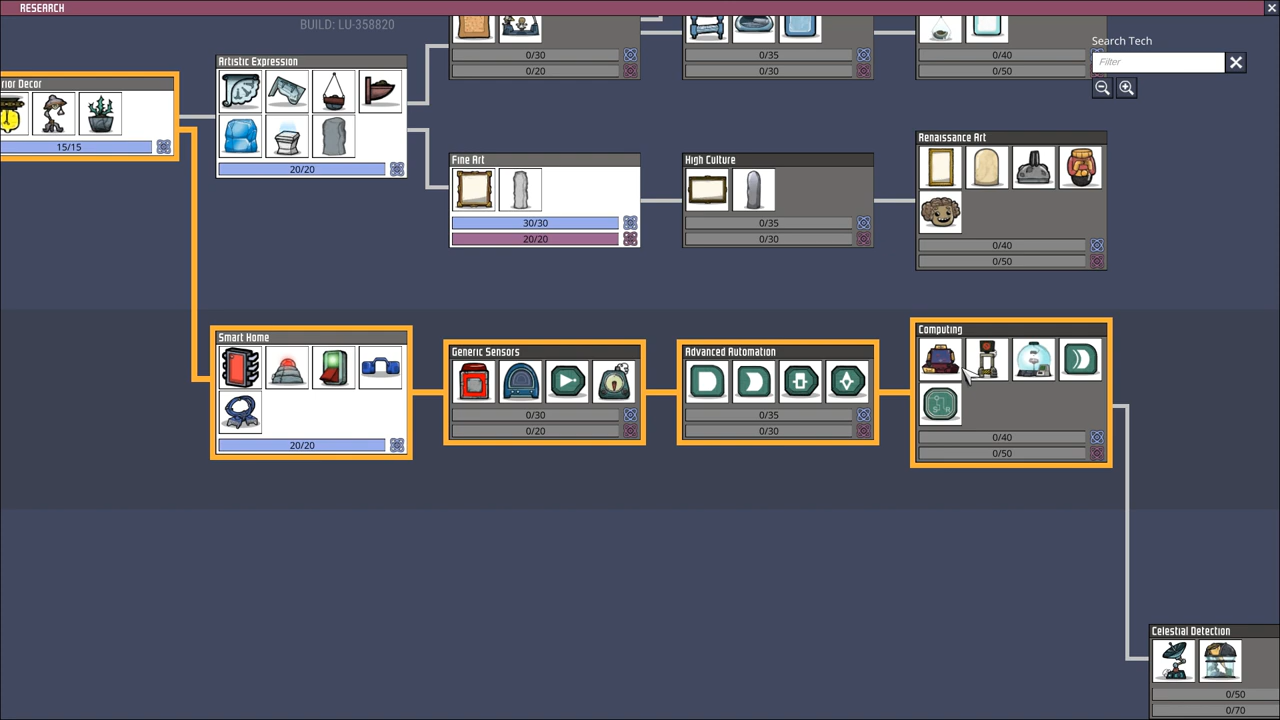 RESEARCH
BUILD: LU-358820
Search Tech
Filter
0/30
0/20
0/35
0/30
0/40
0/50
rior Decor
15/15
Artistic Expression
20/20
Fine Art
30/30
20/20
High Culture
0/35
0/30
Renaissance Art
0/40
0/50
Smart Home
20/20
Generic Sensors
0/30
0/20
Advanced Automation
0/35
0/30
Computing
S R
0/40
0/50
Celestial Detection
0/50
0/70